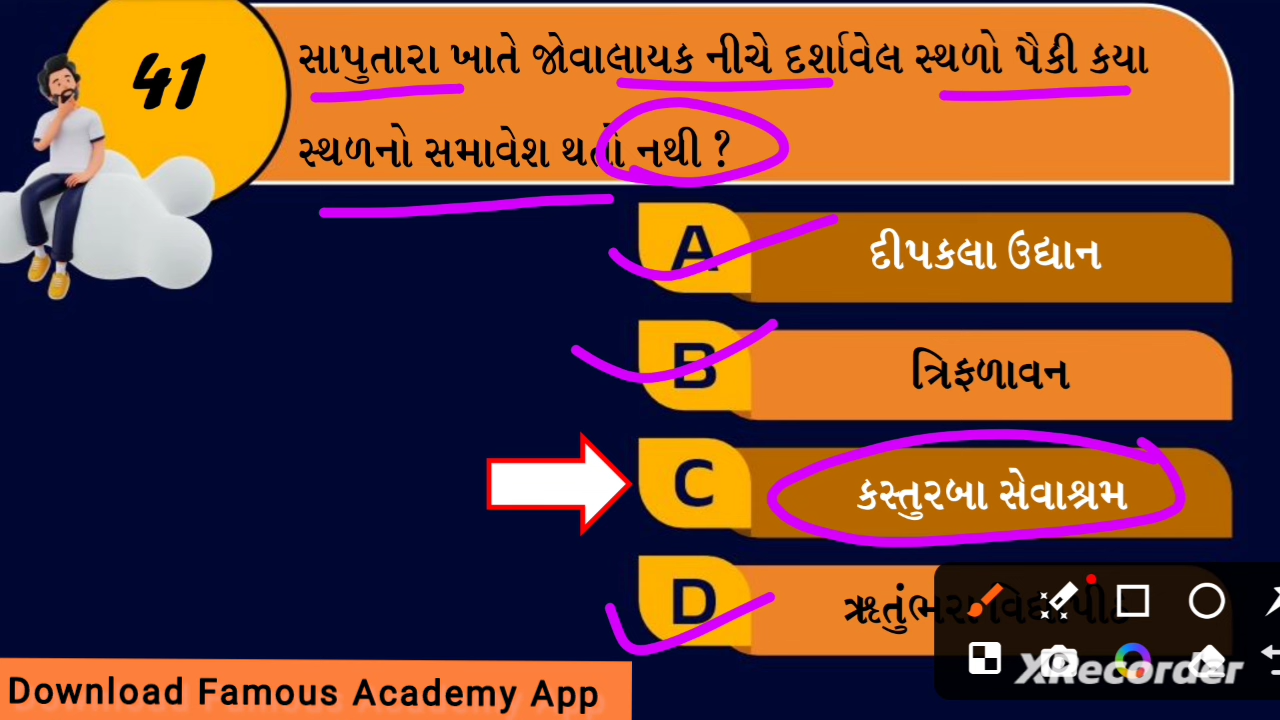 41
સાપુતારા ખાતે જોવાલાયક નીચે દર્શાવેલ સ્થળો પૈકી કયા
સ્થળનો સમાવેશ થતો નથી ?
A દીપકલા ઉદ્યાન
B ત્રિફળાવન
C કસ્તુરબા સેવાશ્રમ
D ઋતુંભરા વિદ્યાપીઠ
XRecorder
Download Famous Academy App